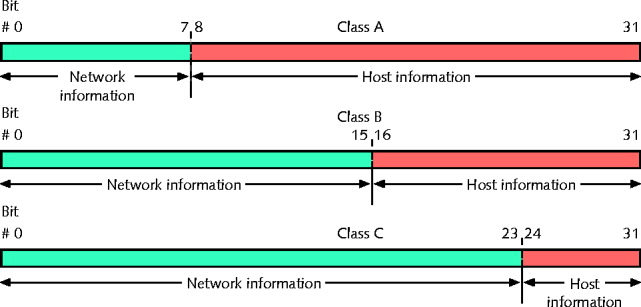 Bit
# 0 7 8 Class A 31
Network information
Host information
Class B
# 0 15 16 31
Network information Host information
Bit
# 0 Class C 23 24 31
Network information Host information